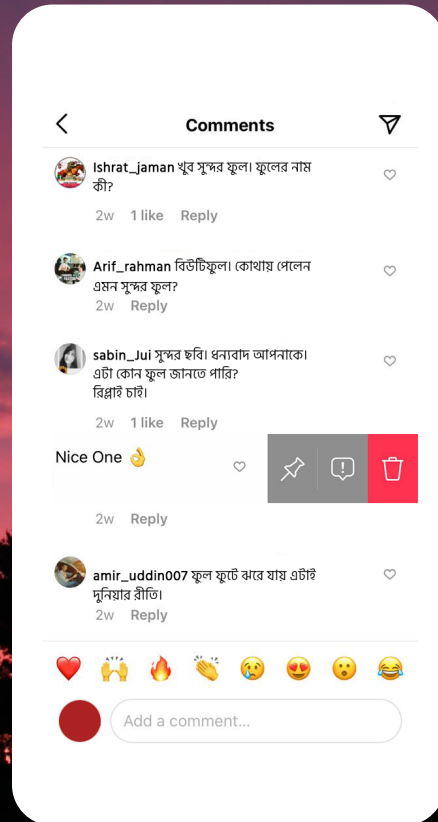 Comments
Ishrat_jaman খুব সুন্দর ফুল। ফুলের নাম
কী?
2w 1 like Reply
Arif_rahman বিউটিফুল। কোথায় পেলেন
এমন সুন্দর ফুল?
2w Reply
sabin_Jui সুন্দর ছবি। ধন্যবাদ আপনাকে।
এটা কোন ফুল জানতে পারি?
রিপ্লাই চাই।
2w 1 like Reply
Nice One 👌
2w Reply
amir_uddin007 ফুল ফুটে ঝরে যায় এটাই
দুনিয়ার রীতি।
2w Reply
Add a comment...